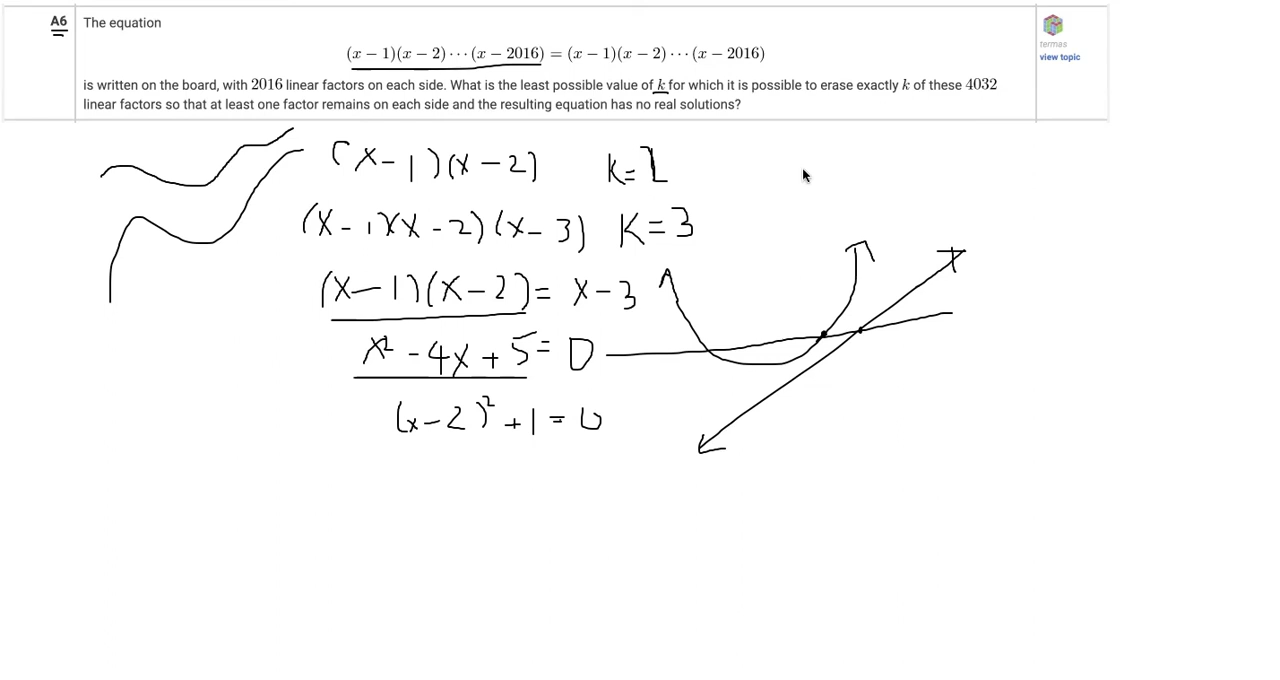 A6
The equation
(x − 1)(x − 2) ⋯ (x − 2016) = (x − 1)(x − 2) ⋯ (x − 2016)
is written on the board, with 2016 linear factors on each side. What is the least possible value of k for which it is possible to erase exactly k of these 4032
linear factors so that at least one factor remains on each side and the resulting equation has no real solutions?
termas
view topic
(x-1)(x-2) K=2
(x-1)(x-2)(x-3) K=3
(x-1)(x-2)= x-3
x²-4x+5=0
(x-2)²+1=0